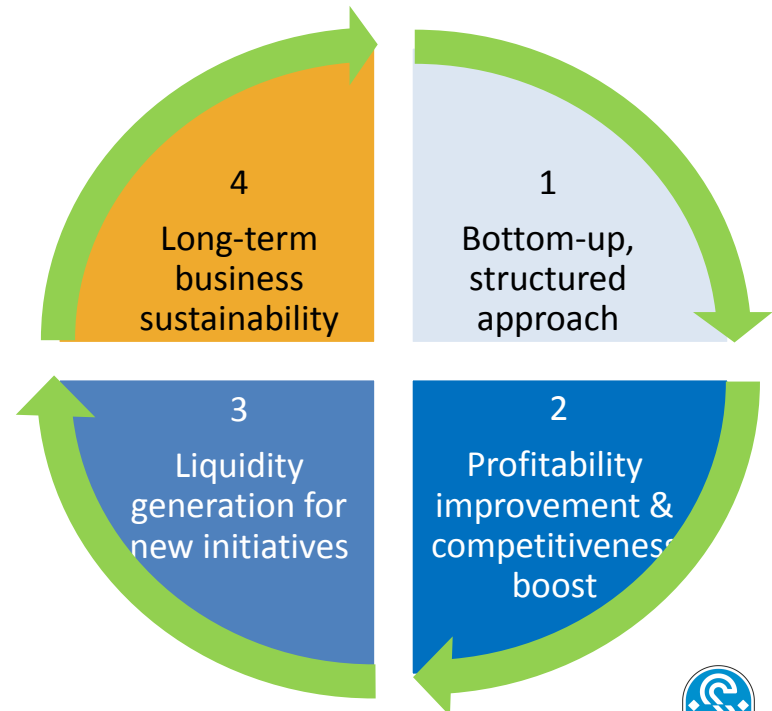 1
Bottom-up,
structured
approach
2
Profitability
improvement &
competitiveness
boost
3
Liquidity
generation for
new initiatives
4
Long-term
business
sustainability